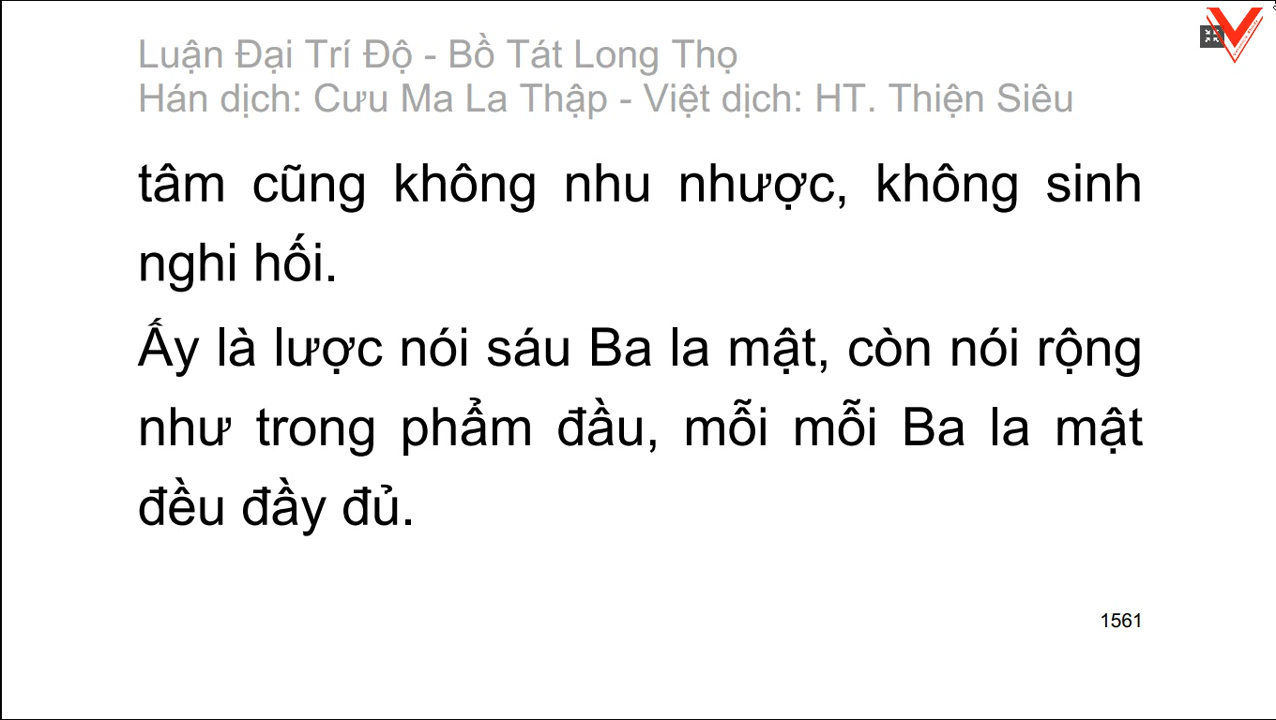 Luận Đại Trí Độ - Bồ Tát Long Thọ
Hán dịch: Cưu Ma La Thập - Việt dịch: HT. Thiện Siêu
tâm cũng không nhu nhược, không sinh
nghi hối.
Ấy là lược nói sáu Ba la mật, còn nói rộng
như trong phẩm đầu, mỗi mỗi Ba la mật
đều đầy đủ.
1561